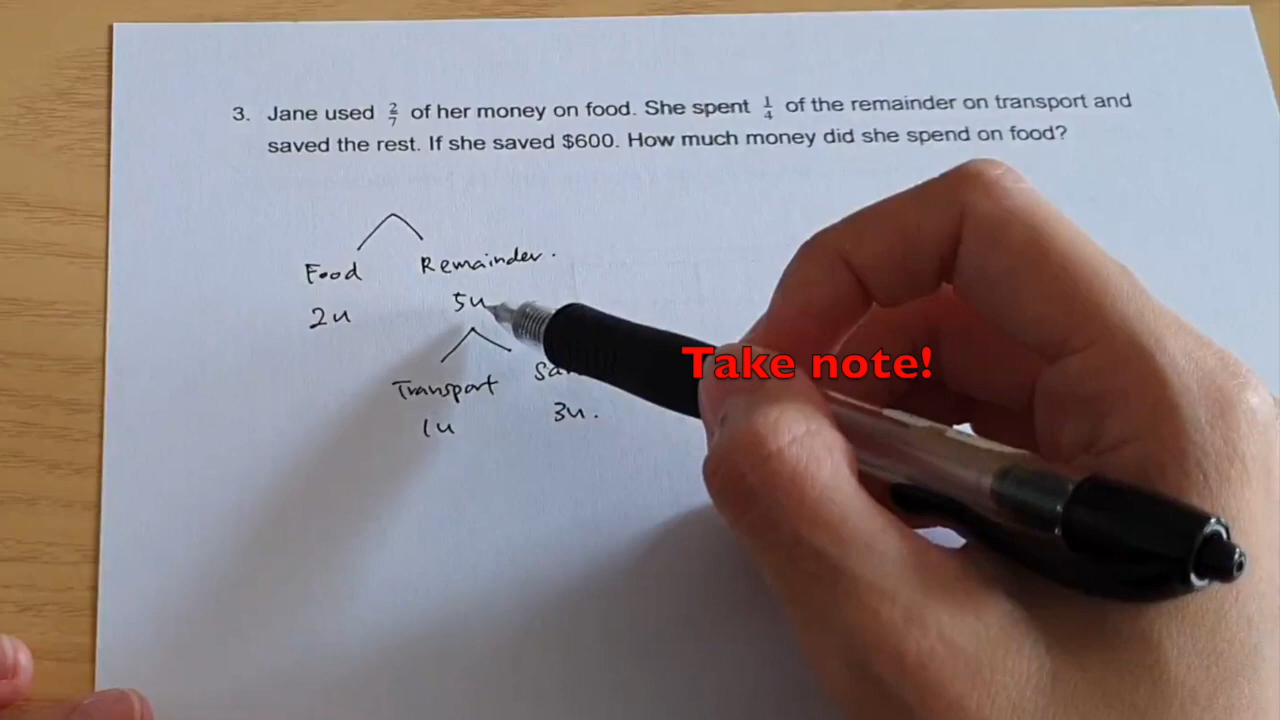 3. Jane used 2/7 of her money on food. She spent 1/4 of the remainder on transport and
saved the rest. If she saved $600. How much money did she spend on food?
Food Remainder.
2u 5u
Take note!
Transport
1u 3u.